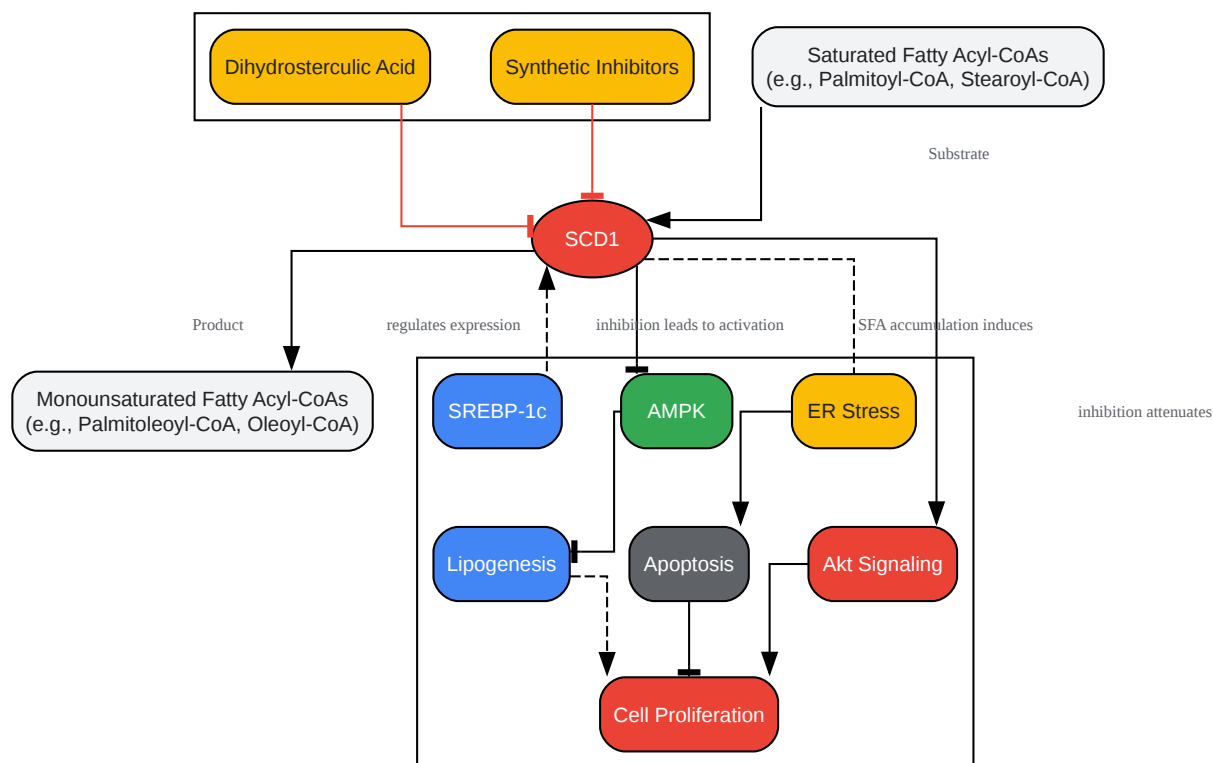 Dihydrosterculic Acid
Synthetic Inhibitors
Saturated Fatty Acyl-CoAs
(e.g., Palmitoyl-CoA, Stearoyl-CoA)
Substrate
SCD1
Product
regulates expression
inhibition leads to activation
SFA accumulation induces
Monounsaturated Fatty Acyl-CoAs
(e.g., Palmitoleoyl-CoA, Oleoyl-CoA)
SREBP-1c
AMPK
ER Stress
inhibition attenuates
Lipogenesis
Apoptosis
Akt Signaling
Cell Proliferation